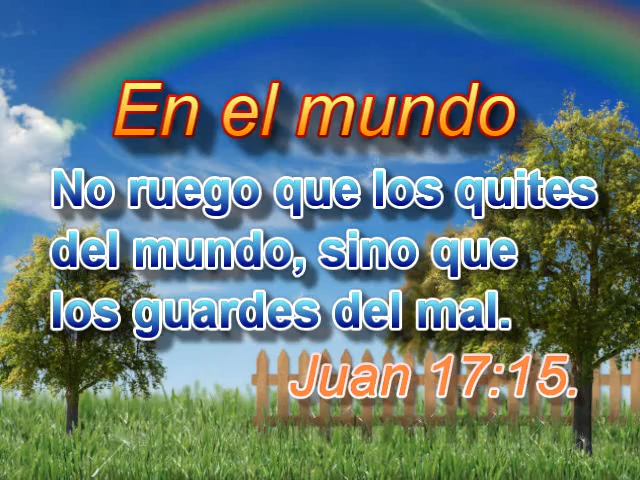 En el mundo
No ruego que los quites
del mundo, sino que
los guardes del mal.
Juan 17:15.